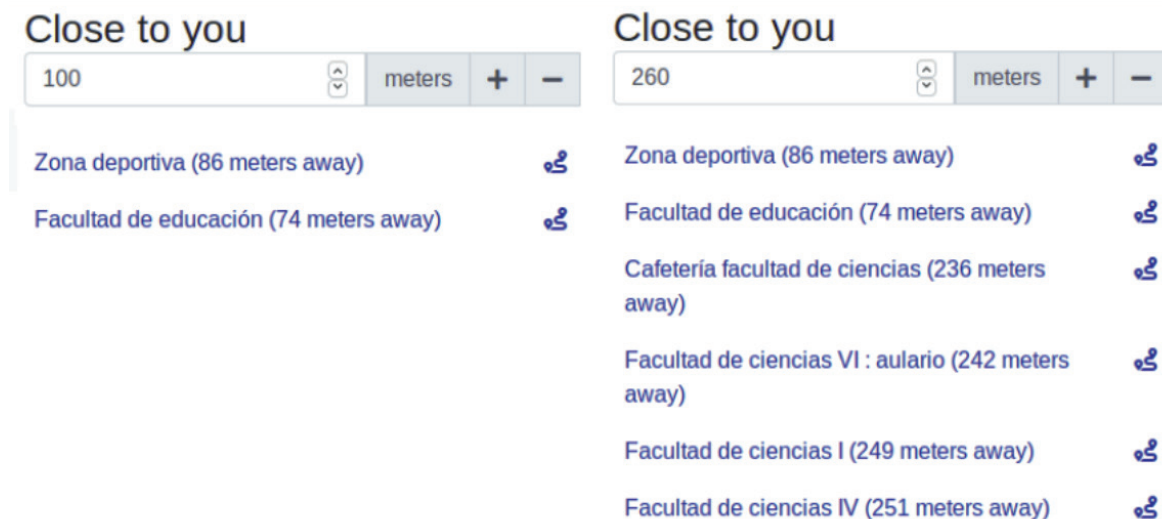 Close to you
100 meters + −
Zona deportiva (86 meters away)
Facultad de educación (74 meters away)
Close to you
260 meters + −
Zona deportiva (86 meters away)
Facultad de educación (74 meters away)
Cafetería facultad de ciencias (236 meters
away)
Facultad de ciencias VI : aulario (242 meters
away)
Facultad de ciencias I (249 meters away)
Facultad de ciencias IV (251 meters away)